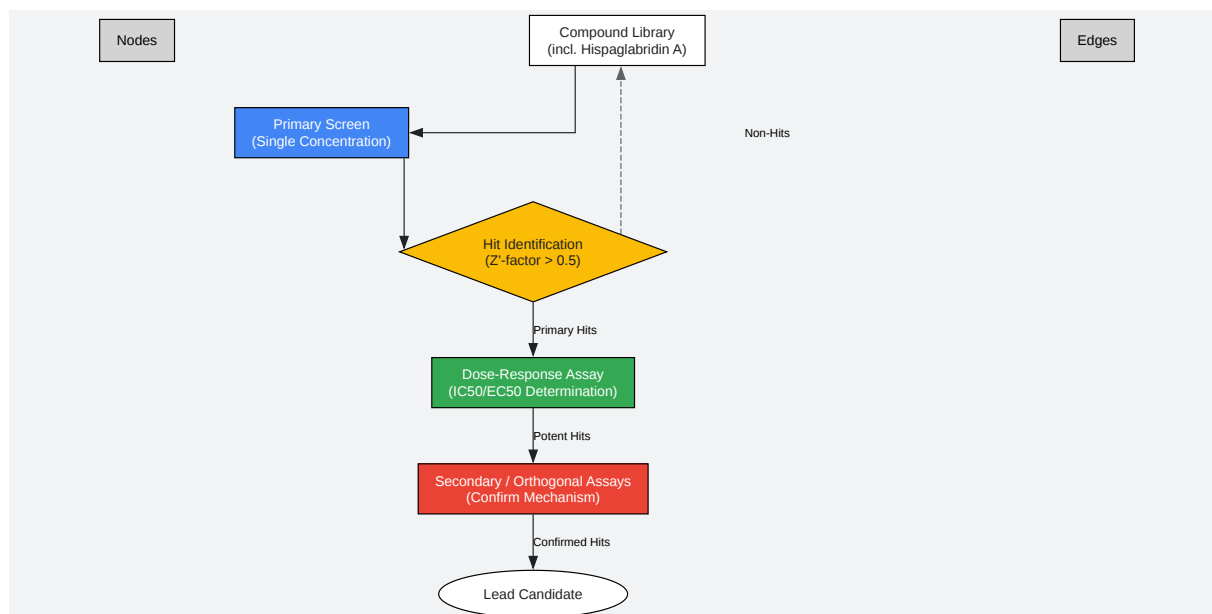 Nodes
Compound Library
(incl. Hispaglabridin A)
Edges
Primary Screen
(Single Concentration)
Non-Hits
Hit Identification
(Z'-factor > 0.5)
Primary Hits
Dose-Response Assay
(IC50/EC50 Determination)
Potent Hits
Secondary / Orthogonal Assays
(Confirm Mechanism)
Confirmed Hits
Lead Candidate